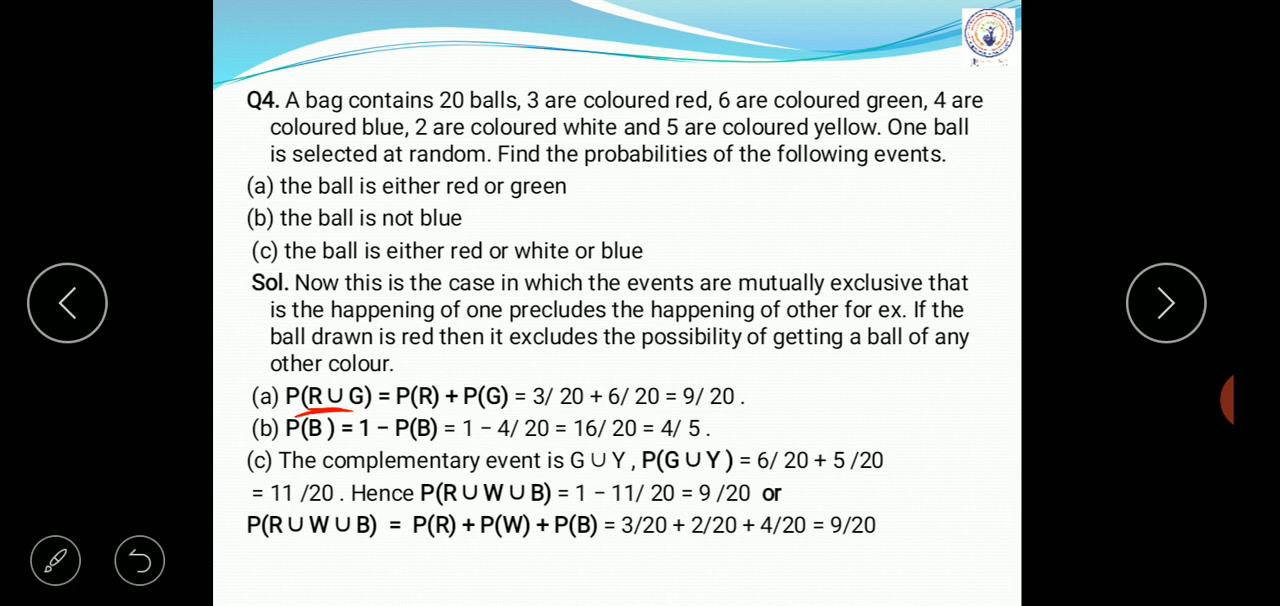 Q4. A bag contains 20 balls, 3 are coloured red, 6 are coloured green, 4 are
coloured blue, 2 are coloured white and 5 are coloured yellow. One ball
is selected at random. Find the probabilities of the following events.
(a) the ball is either red or green
(b) the ball is not blue
(c) the ball is either red or white or blue
Sol. Now this is the case in which the events are mutually exclusive that
is the happening of one precludes the happening of other for ex. If the
ball drawn is red then it excludes the possibility of getting a ball of any
other colour.
(a) P(R ∪ G) = P(R) + P(G) = 3/ 20 + 6/ 20 = 9/ 20 .
(b) P(B ) = 1 − P(B) = 1 − 4/ 20 = 16/ 20 = 4/ 5 .
(c) The complementary event is G ∪ Y , P(G ∪ Y ) = 6/ 20 + 5 /20
= 11 /20 . Hence P(R ∪ W ∪ B) = 1 − 11/ 20 = 9 /20 or
P(R ∪ W ∪ B) = P(R) + P(W) + P(B) = 3/20 + 2/20 + 4/20 = 9/20